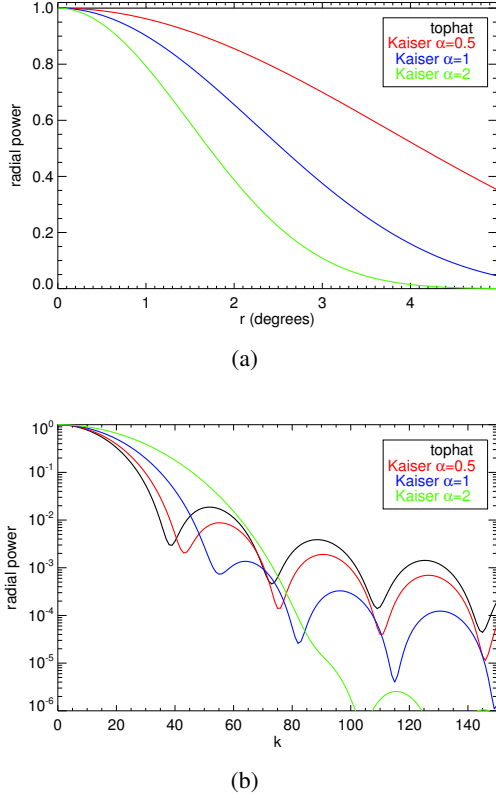 1.0
0.8
0.6
0.4
0.2
0.0
radial power
tophat
Kaiser α=0.5
Kaiser α=1
Kaiser α=2
0 1 2 3 4
r (degrees)
(a)
10^0
10^-1
10^-2
10^-3
10^-4
10^-5
10^-6
radial power
tophat
Kaiser α=0.5
Kaiser α=1
Kaiser α=2
0 20 40 60 80 100 120 140
k
(b)